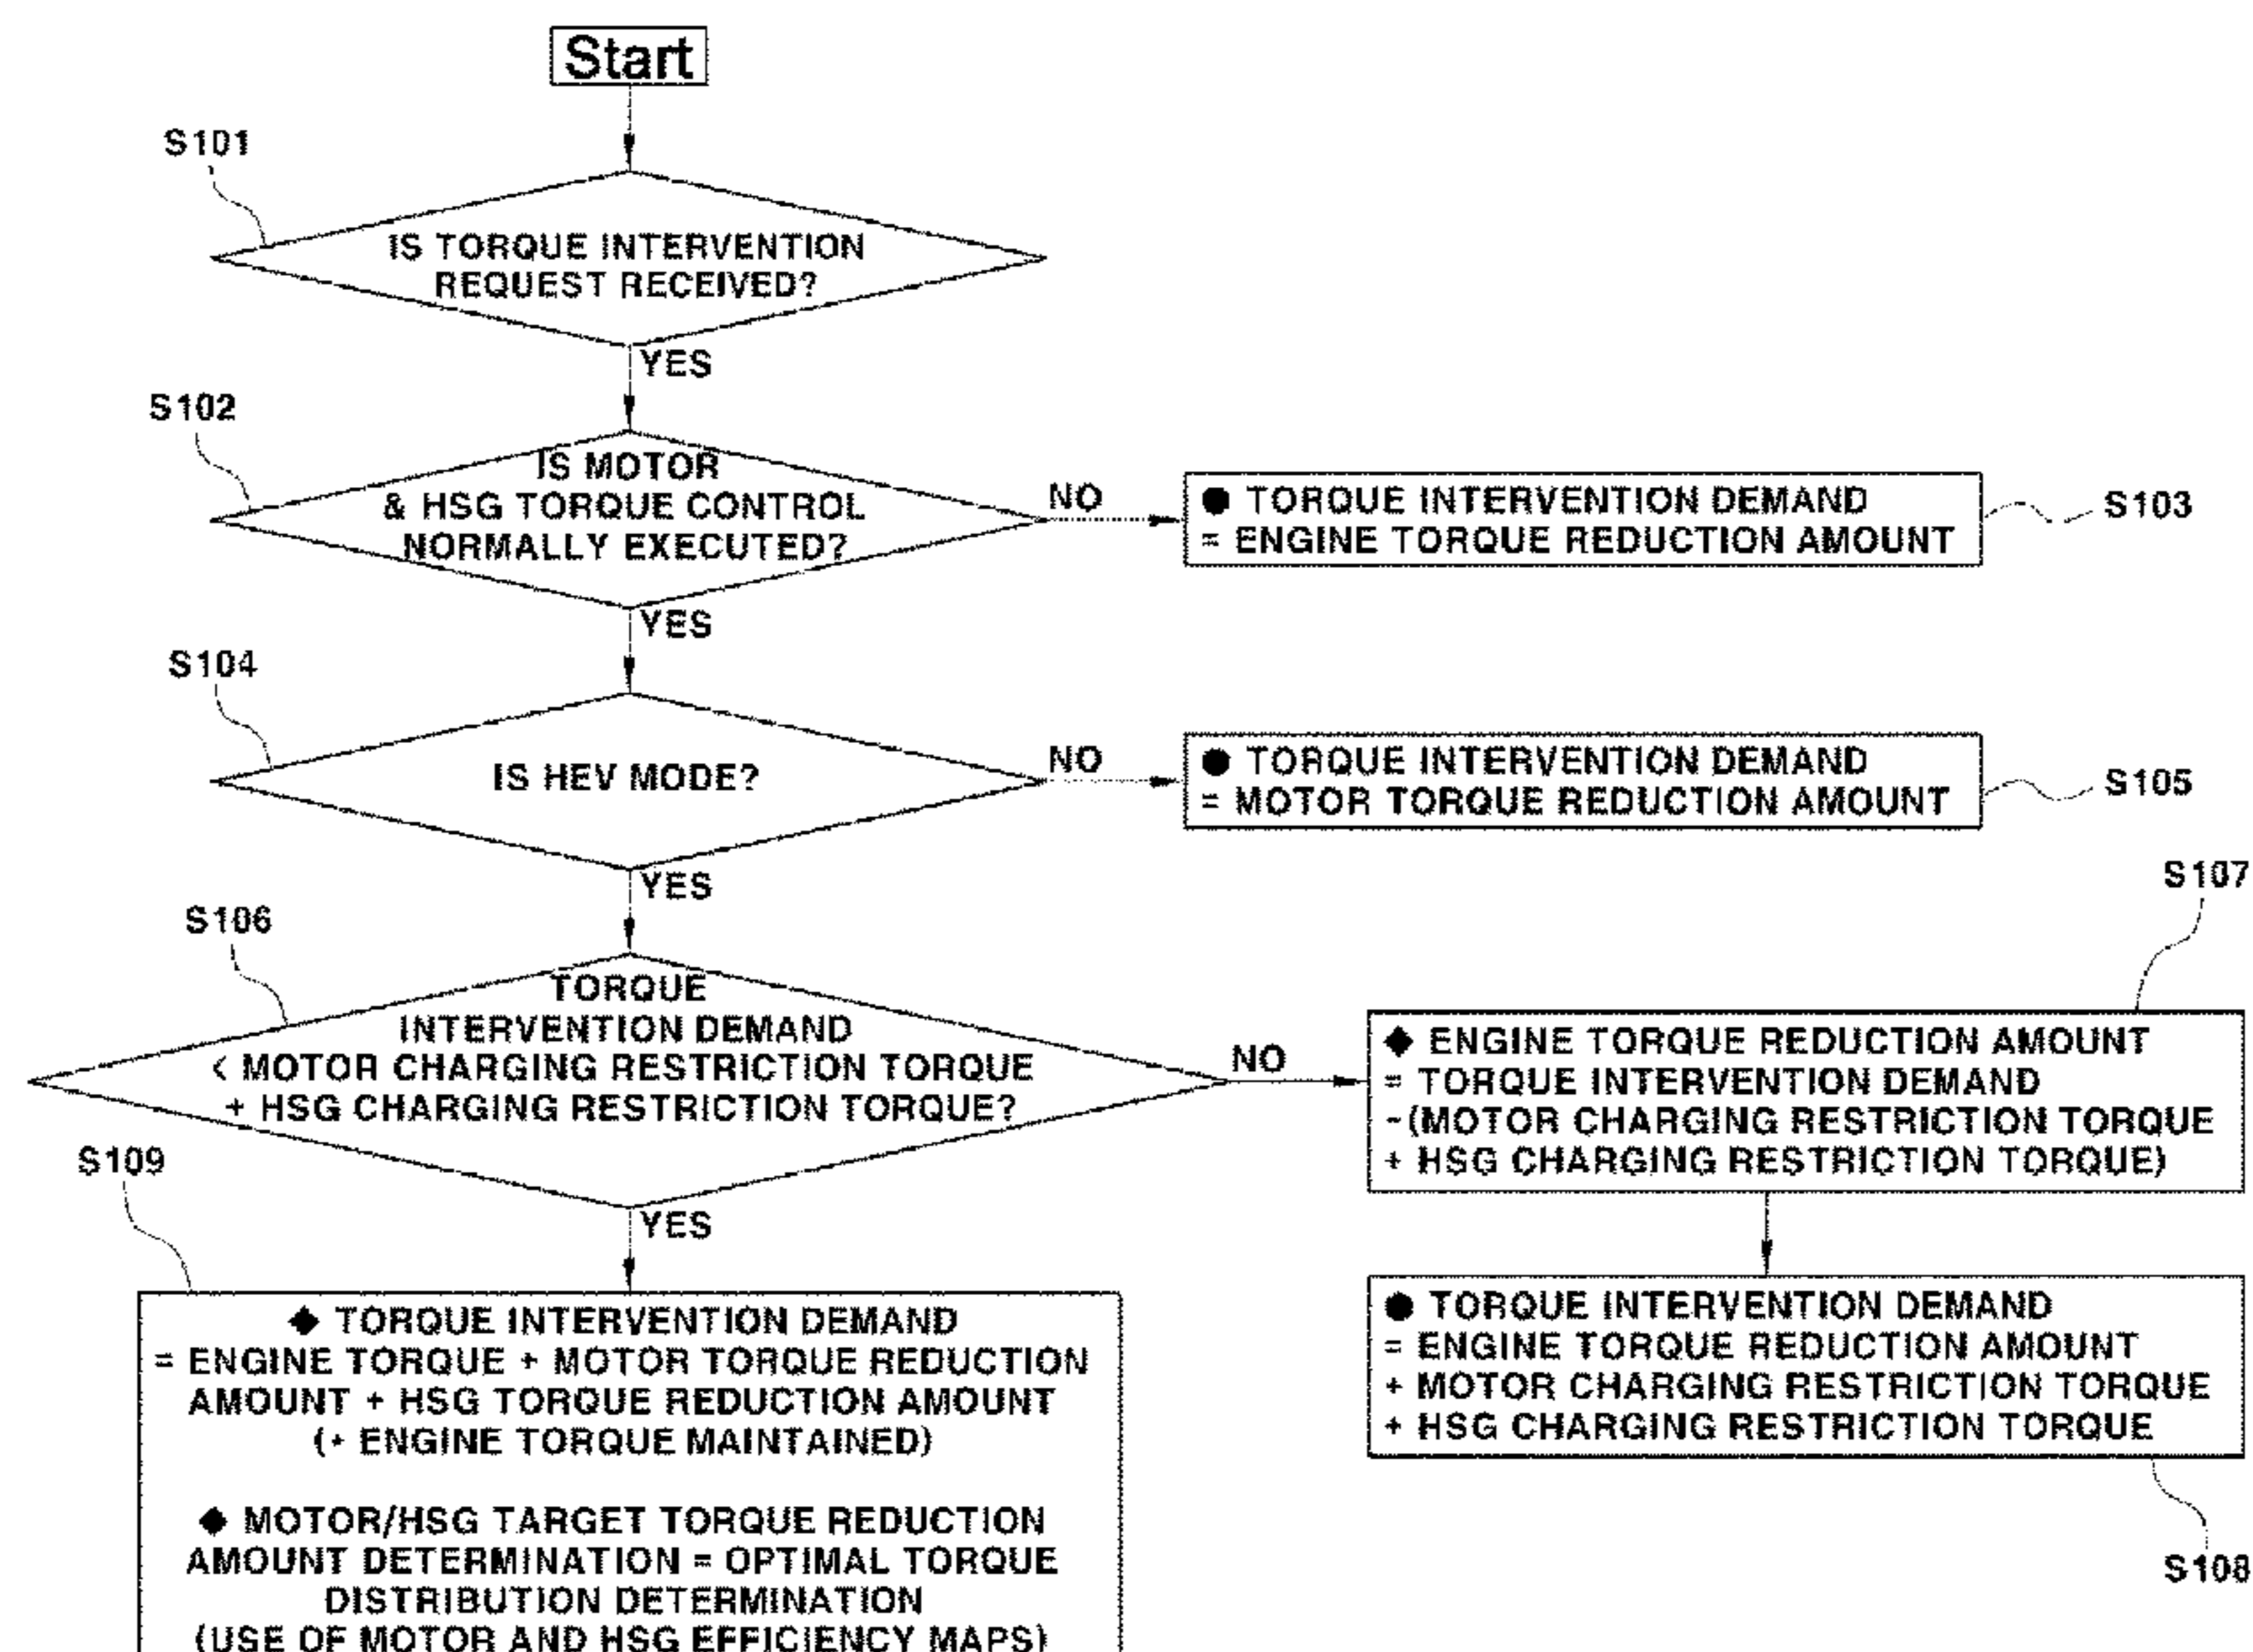 Start
S101
IS TORQUE INTERVENTION
REQUEST RECEIVED?
YES
S102
IS MOTOR
& HSG TORQUE CONTROL
NORMALLY EXECUTED?
NO
● TORQUE INTERVENTION DEMAND
= ENGINE TORQUE REDUCTION AMOUNT
S103
YES
S104
IS HEV MODE?
NO
● TORQUE INTERVENTION DEMAND
= MOTOR TORQUE REDUCTION AMOUNT
S105
YES
S106
TORQUE
INTERVENTION DEMAND
< MOTOR CHARGING RESTRICTION TORQUE
+ HSG CHARGING RESTRICTION TORQUE?
NO
S107
◆ ENGINE TORQUE REDUCTION AMOUNT
= TORQUE INTERVENTION DEMAND
-(MOTOR CHARGING RESTRICTION TORQUE
+ HSG CHARGING RESTRICTION TORQUE)
YES
S109
◆ TORQUE INTERVENTION DEMAND
= ENGINE TORQUE + MOTOR TORQUE REDUCTION
AMOUNT + HSG TORQUE REDUCTION AMOUNT
(∙ ENGINE TORQUE MAINTAINED)
◆ MOTOR/HSG TARGET TORQUE REDUCTION
AMOUNT DETERMINATION = OPTIMAL TORQUE
DISTRIBUTION DETERMINATION
(USE OF MOTOR AND HSG EFFICIENCY MAPS)
● TORQUE INTERVENTION DEMAND
= ENGINE TORQUE REDUCTION AMOUNT
+ MOTOR CHARGING RESTRICTION TORQUE
+ HSG CHARGING RESTRICTION TORQUE
S108